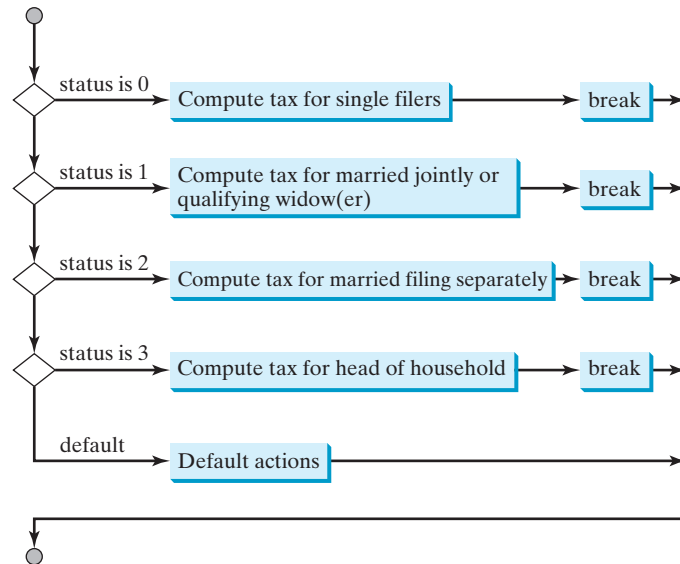 status is 0
Compute tax for single filers
break
status is 1
Compute tax for married jointly or
qualifying widow(er)
break
status is 2
Compute tax for married filing separately
break
status is 3
Compute tax for head of household
break
default
Default actions